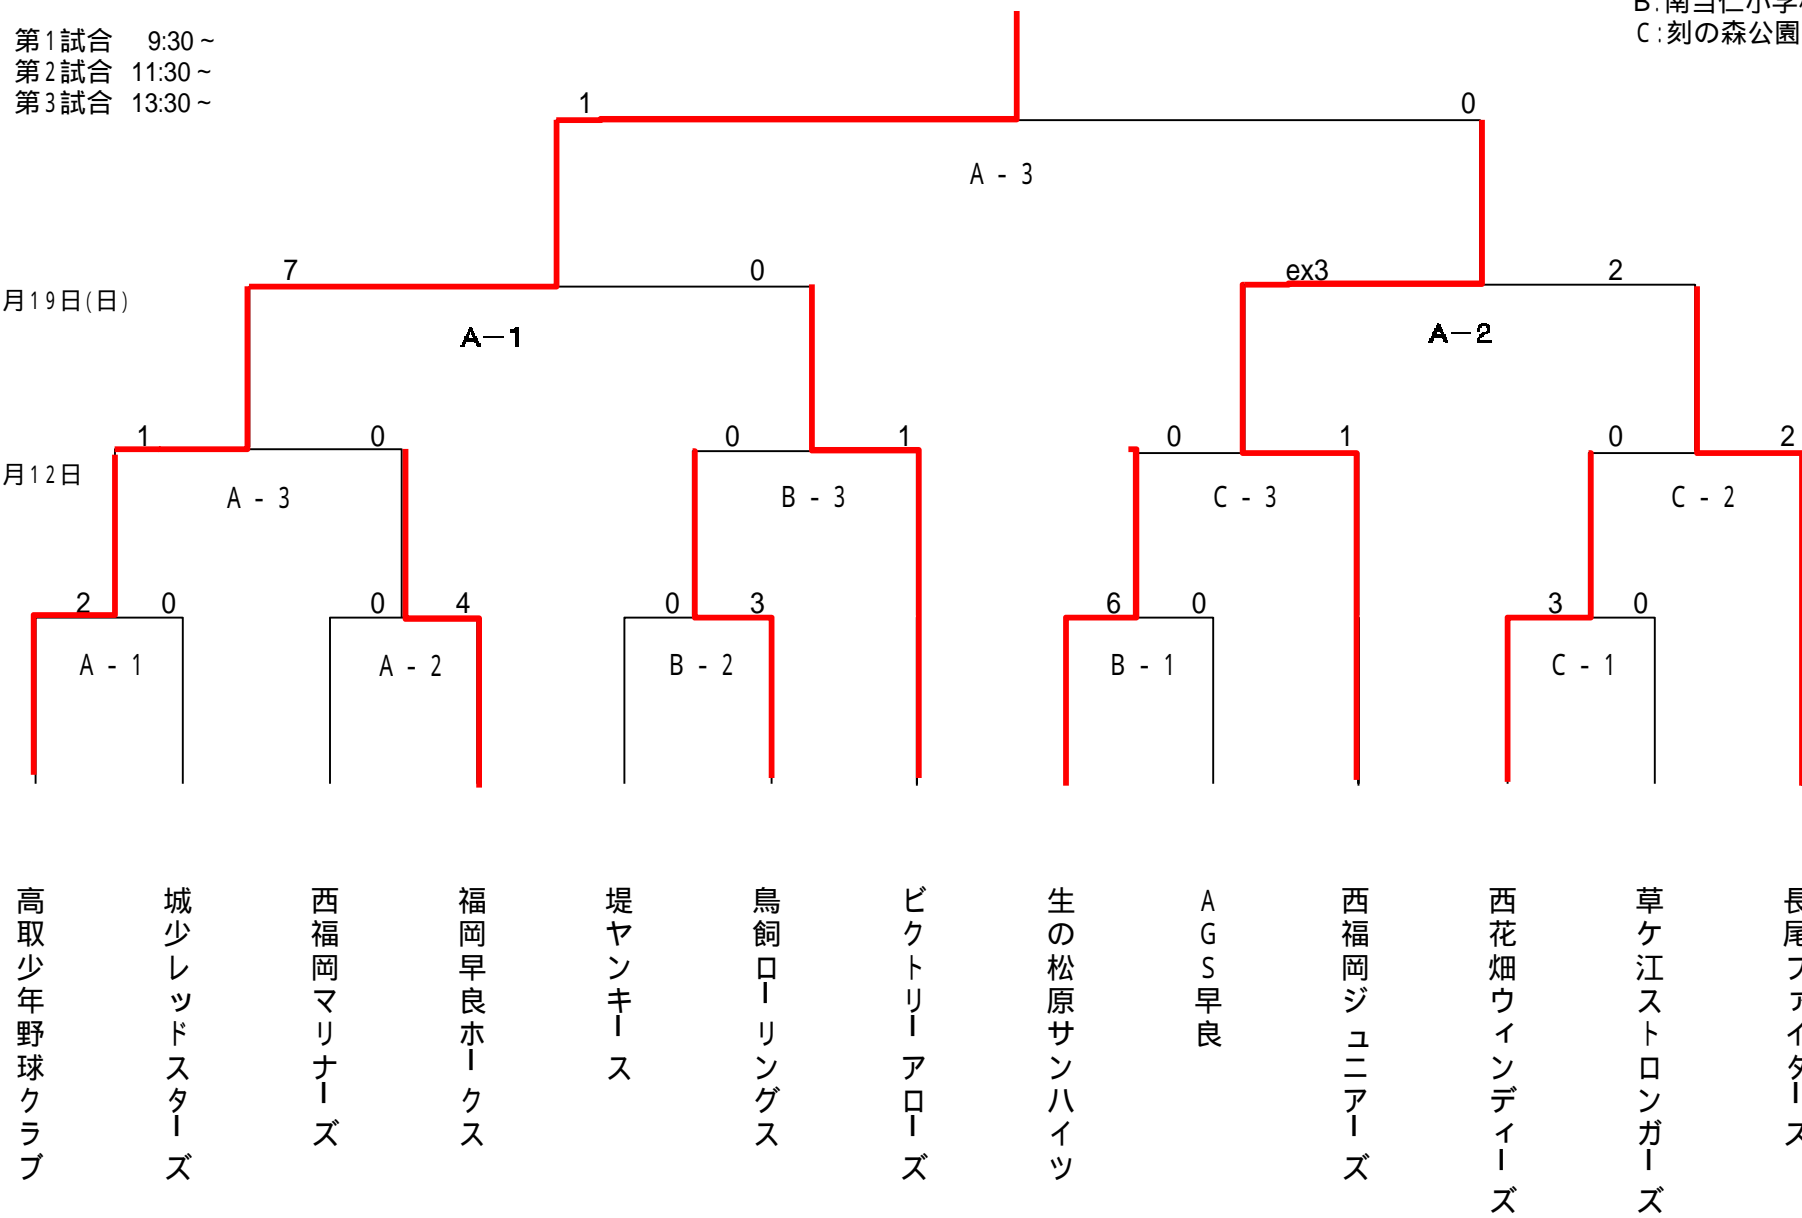 B:南当仁小学
C:刻の森公園
第1試合 9:30~
第2試合 11:30~
第3試合 13:30~
1 0
A-3
7 0 ex3 2
月19日(日)
A-1 A-2
1 0 0 1 0 1 0 2
月12日
A-3 B-3 C-3 C-2
2 0 0 4 0 3 6 0 3 0
A-1 A-2 B-2 B-1 C-1
高取少年野球クラブ
城少レッドスターズ
西福岡マリナーズ
福岡早良ホークス
堤ヤンキース
鳥飼ローリングス
ビクトリーアローズ
生の松原サンハイツ
AGS早良
西福岡ジュニアーズ
西花畑ウィンディーズ
草ケ江ストロンガーズ
長尾ファイターズ